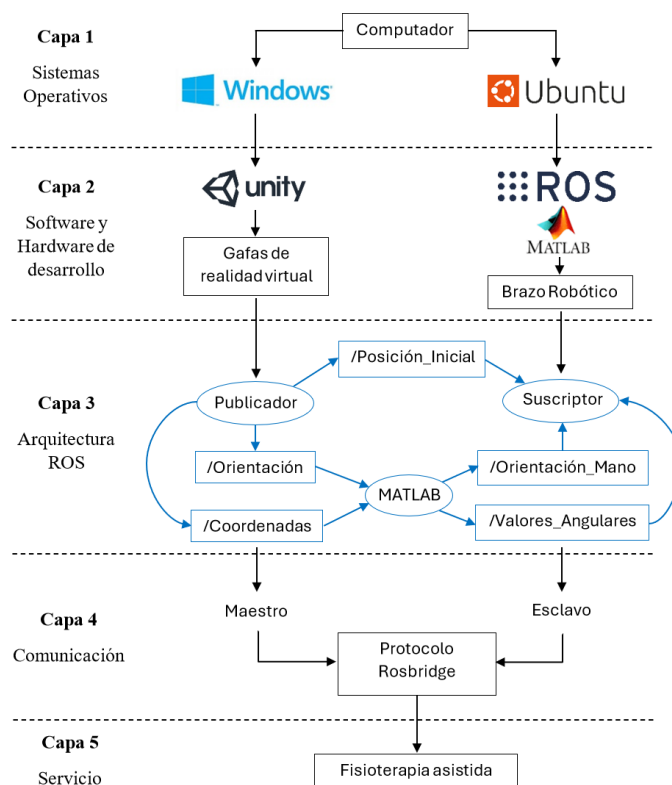 Capa 1
Sistemas
Operativos
Computador
Windows
Ubuntu
Capa 2
Software y
Hardware de
desarrollo
unity
ROS
MATLAB
Gafas de
realidad virtual
Brazo Robótico
Capa 3
Arquitectura
ROS
/Posición_Inicial
Publicador
Suscriptor
/Orientación
MATLAB
/Orientación_Mano
/Coordenadas
/Valores_Angulares
Capa 4
Comunicación
Maestro
Esclavo
Protocolo
Rosbridge
Capa 5
Servicio
Fisioterapia asistida